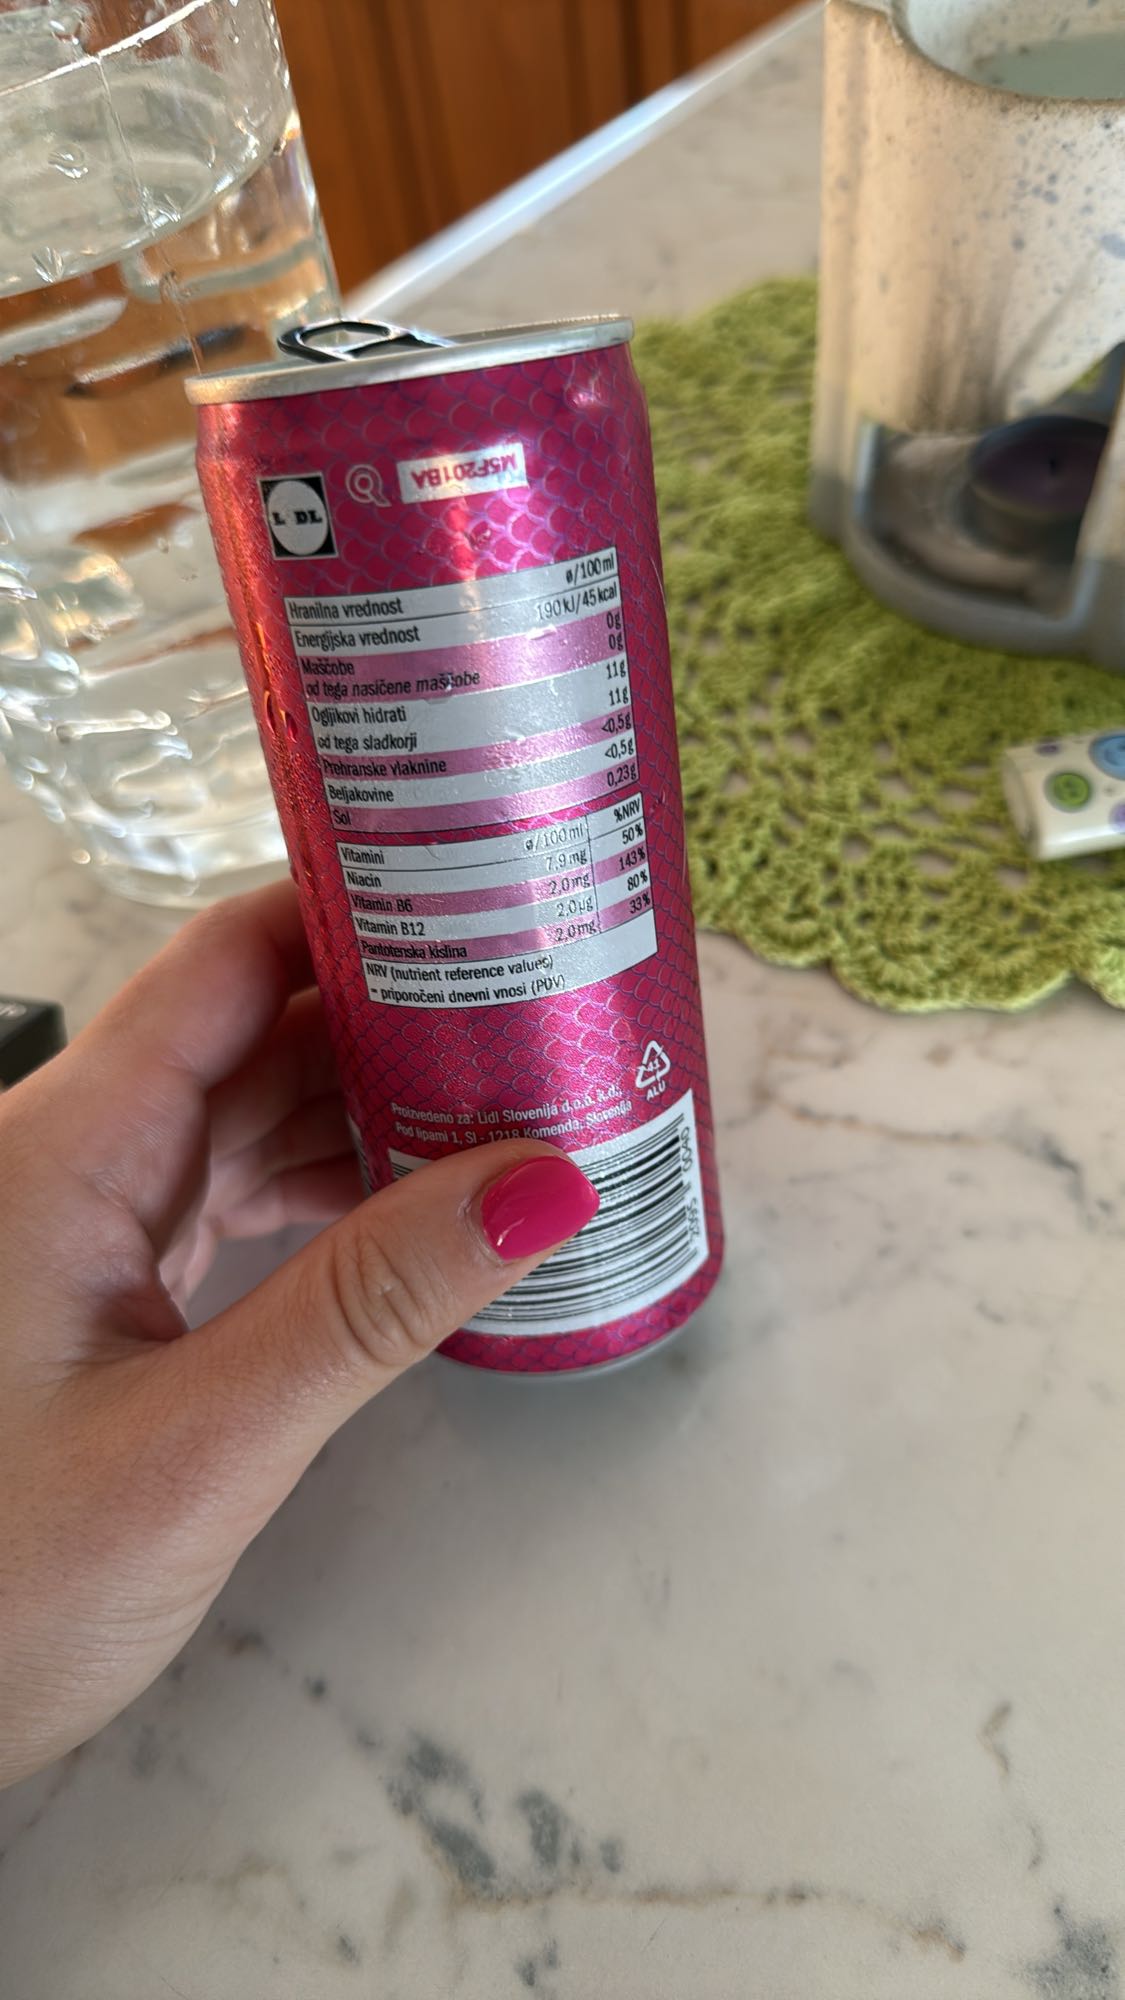 LIDL
M5F201BA
Hranilna vrednost ø/100 ml
Energijska vrednost 190 kJ/45 kcal
Maščobe 0g
od tega nasičene maščobe 0g
Ogljikovi hidrati 11g
od tega sladkorji 11g
Prehranske vlaknine <0,5g
Beljakovine <0,5g
Sol 0,23g
Vitamini ø/100 ml %NRV
Niacin 7,9 mg 50%
Vitamin B6 2,0 mg 143%
Vitamin B12 2,0 µg 80%
Pantotenska kislina 2,0 mg 33%
NRV (nutrient reference values)
= priporočeni dnevni vnosi (PDV)
41
ALU
Proizvedeno za: Lidl Slovenija d.o.o. k.d.,
Pod lipami 1, SI - 1218 Komenda, Slovenija